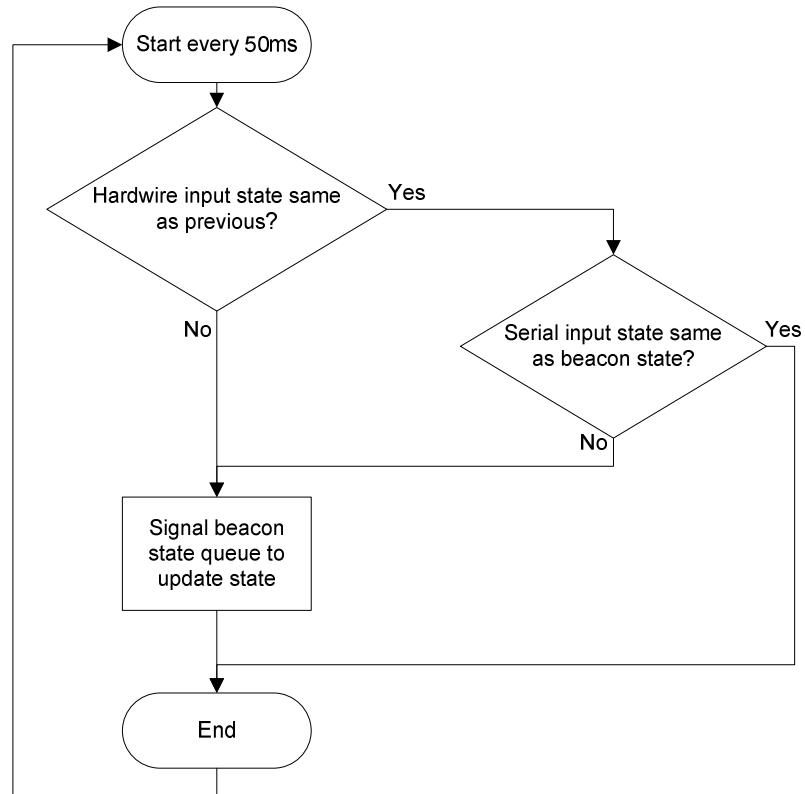 Start every 50ms
Hardwire input state same
as previous?
Yes
No
Serial input state same
as beacon state?
Yes
No
Signal beacon
state queue to
update state
End